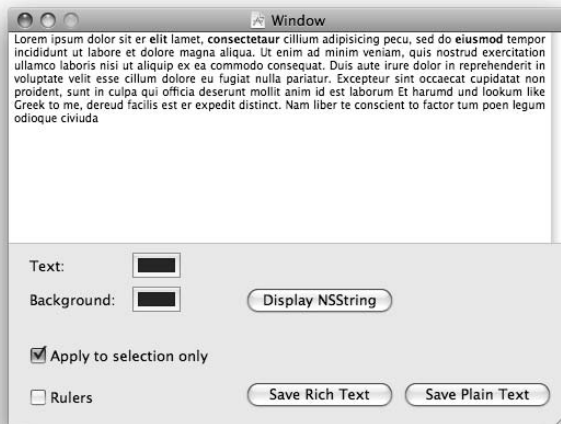 Window
Lorem ipsum dolor sit er elit lamet, consectetaur cillium adipisicing pecu, sed do eiusmod tempor
incididunt ut labore et dolore magna aliqua. Ut enim ad minim veniam, quis nostrud exercitation
ullamco laboris nisi ut aliquip ex ea commodo consequat. Duis aute irure dolor in reprehenderit in
voluptate velit esse cillum dolore eu fugiat nulla pariatur. Excepteur sint occaecat cupidatat non
proident, sunt in culpa qui officia deserunt mollit anim id est laborum Et harumd und lookum like
Greek to me, dereud facilis est er expedit distinct. Nam liber te conscient to factor tum poen legum
odioque civiuda
Text:
Background:
Display NSString
Apply to selection only
Rulers
Save Rich Text
Save Plain Text